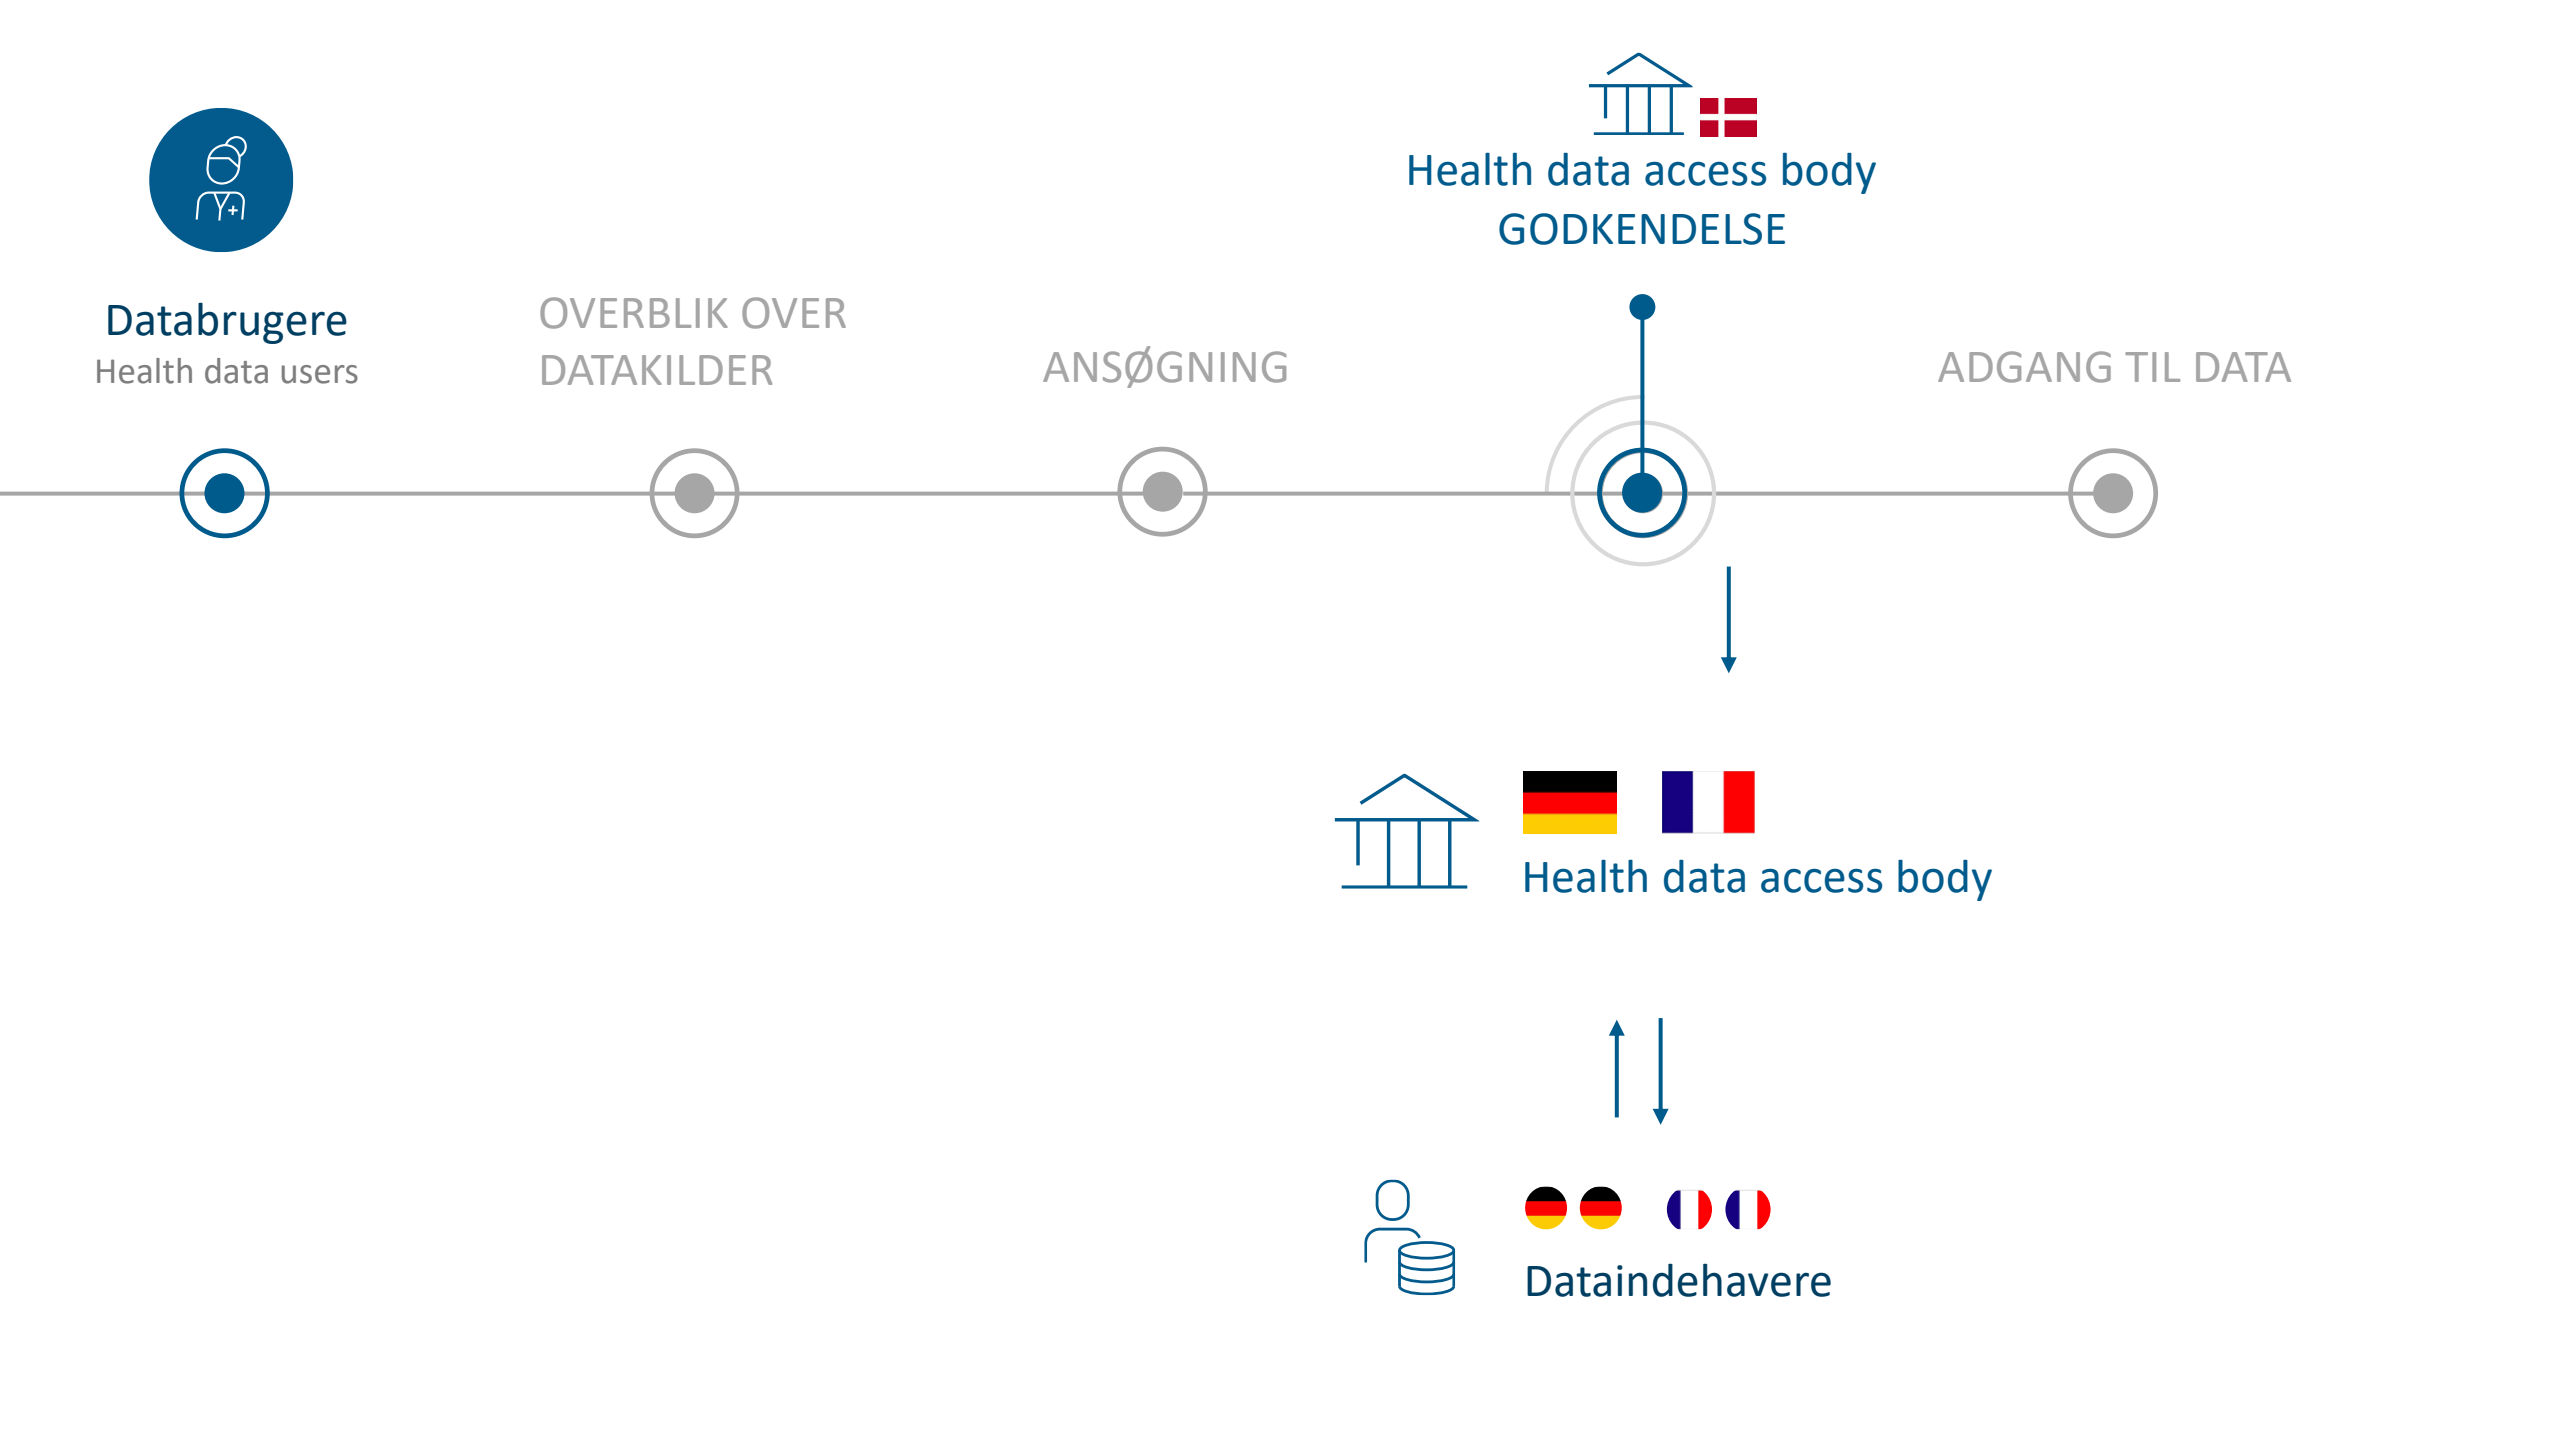 Health data access body
GODKENDELSE
Databrugere
Health data users
OVERBLIK OVER
DATAKILDER
ANSØGNING
ADGANG TIL DATA
Health data access body
Dataindehavere